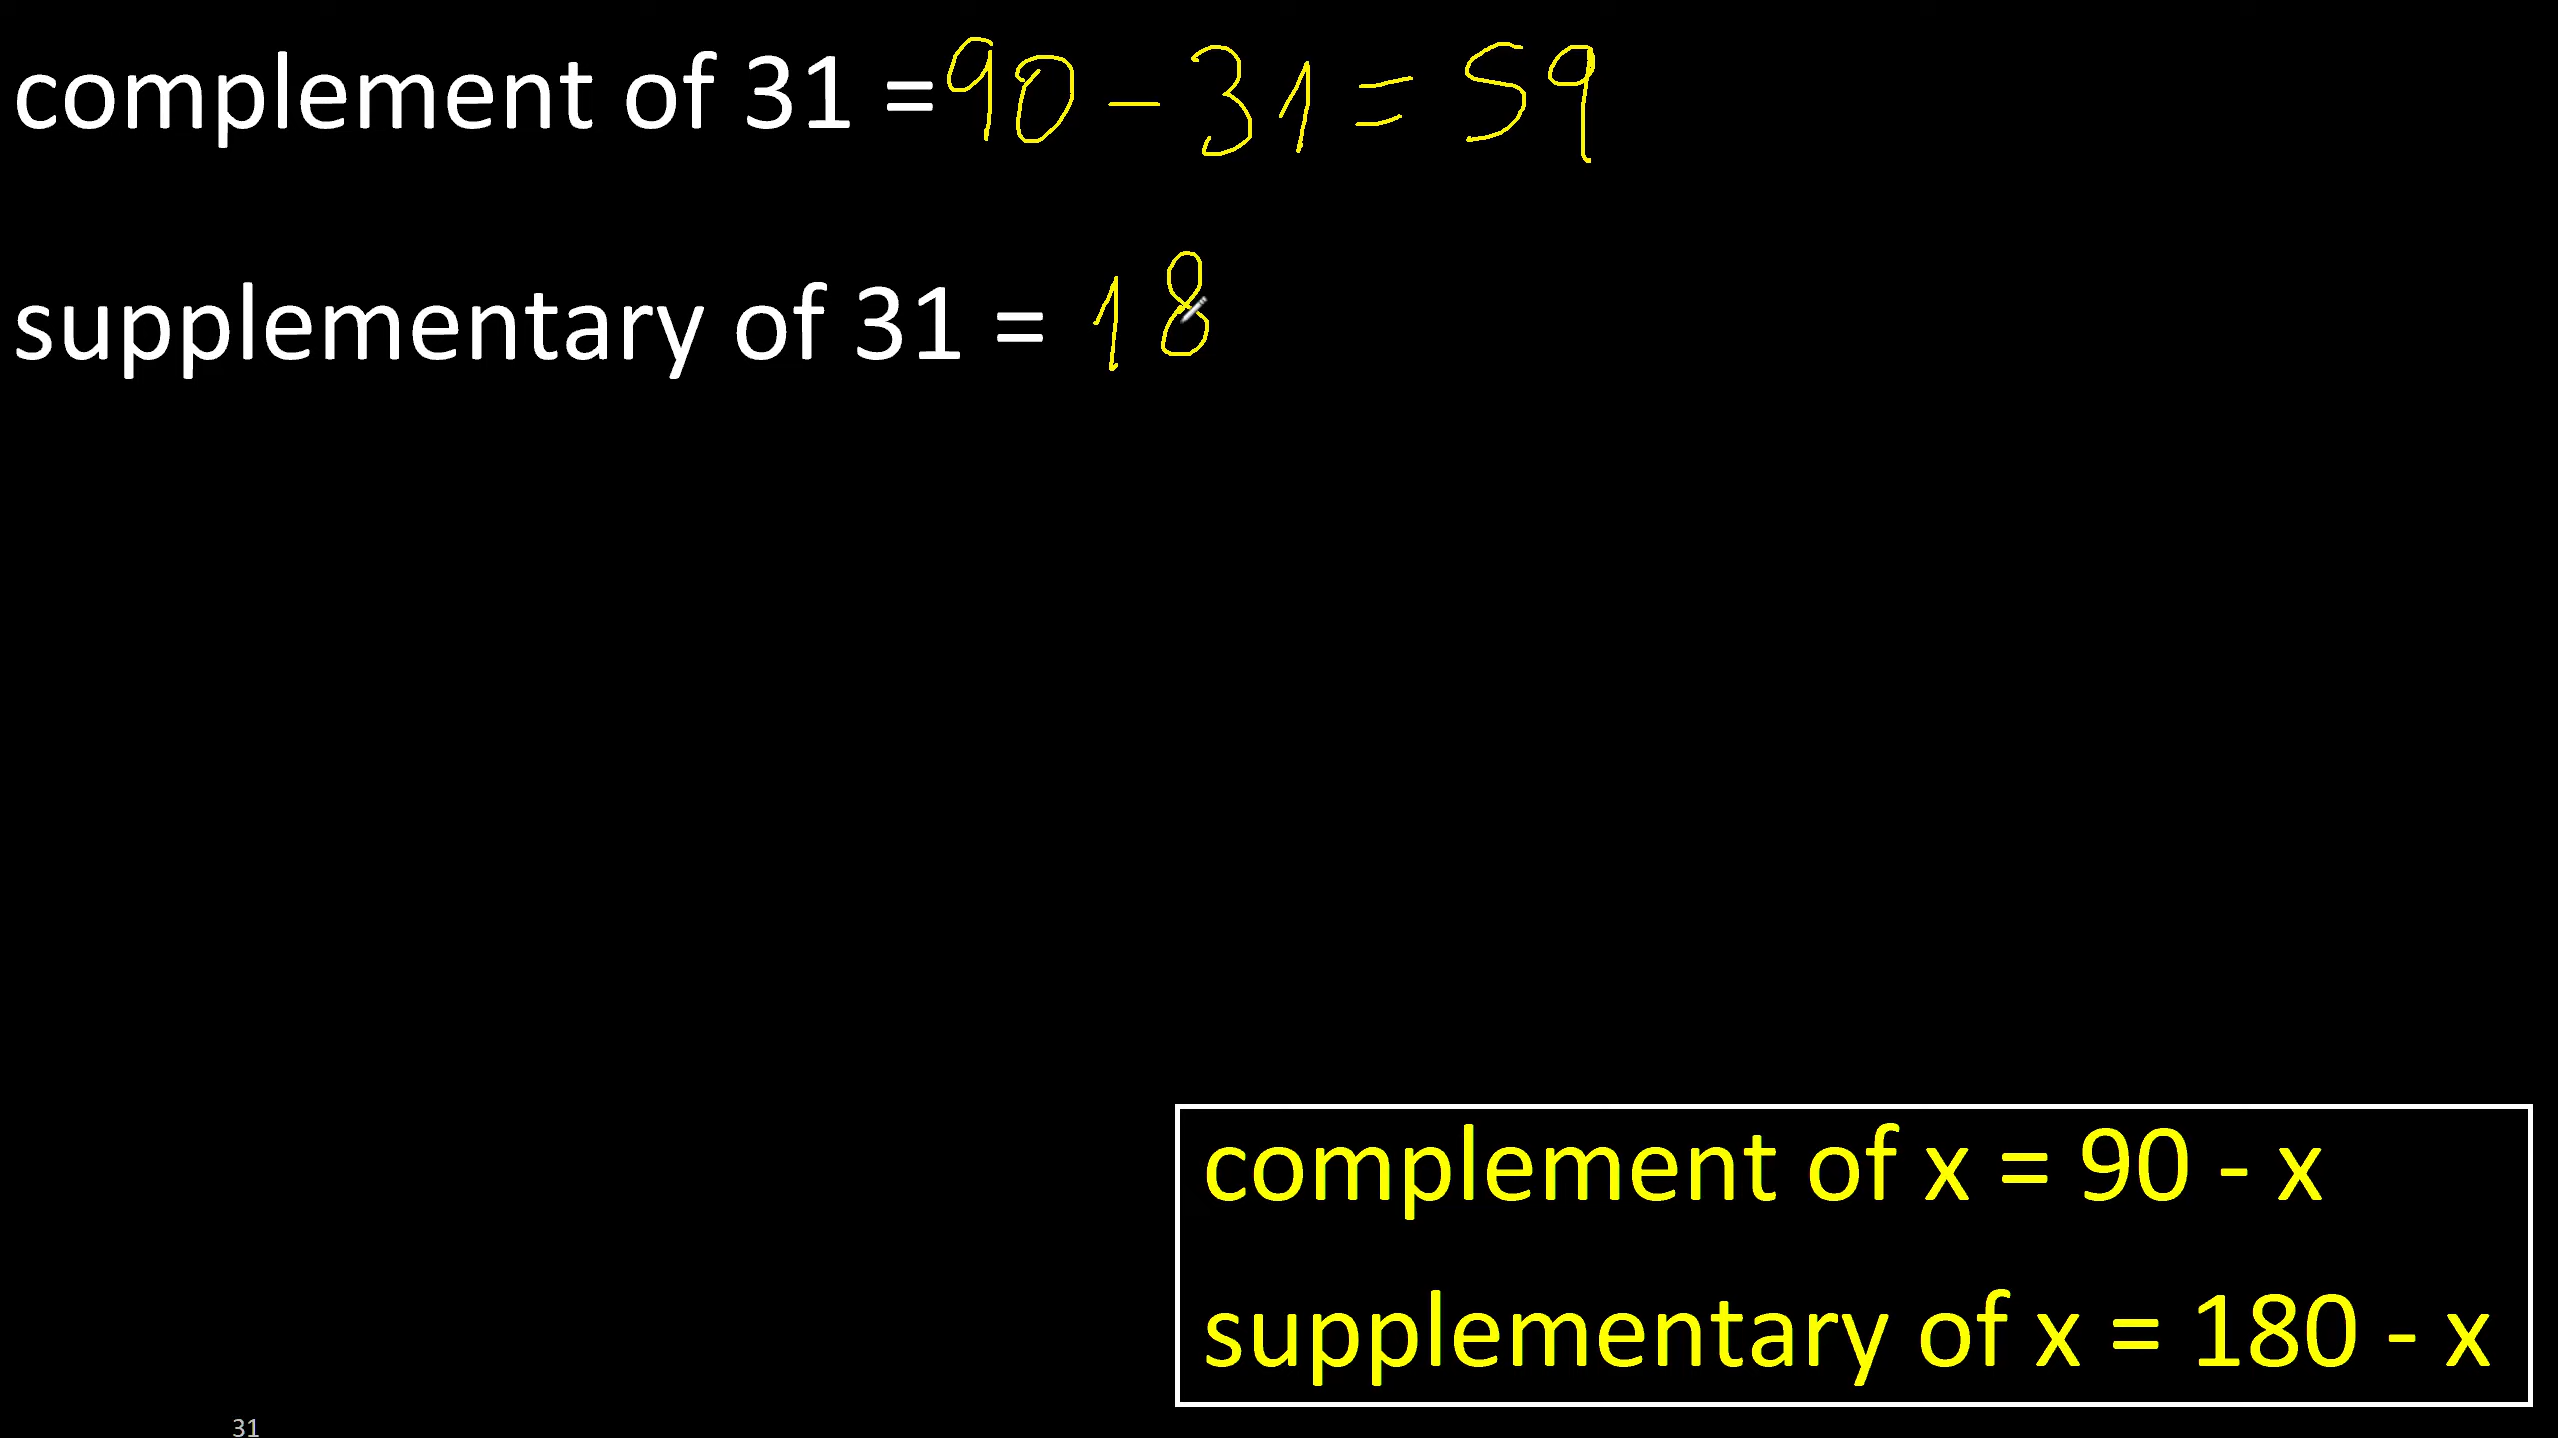 complement of 31 = 90 - 31 = 59
supplementary of 31 = 18
complement of x = 90 - x
supplementary of x = 180 - x
31